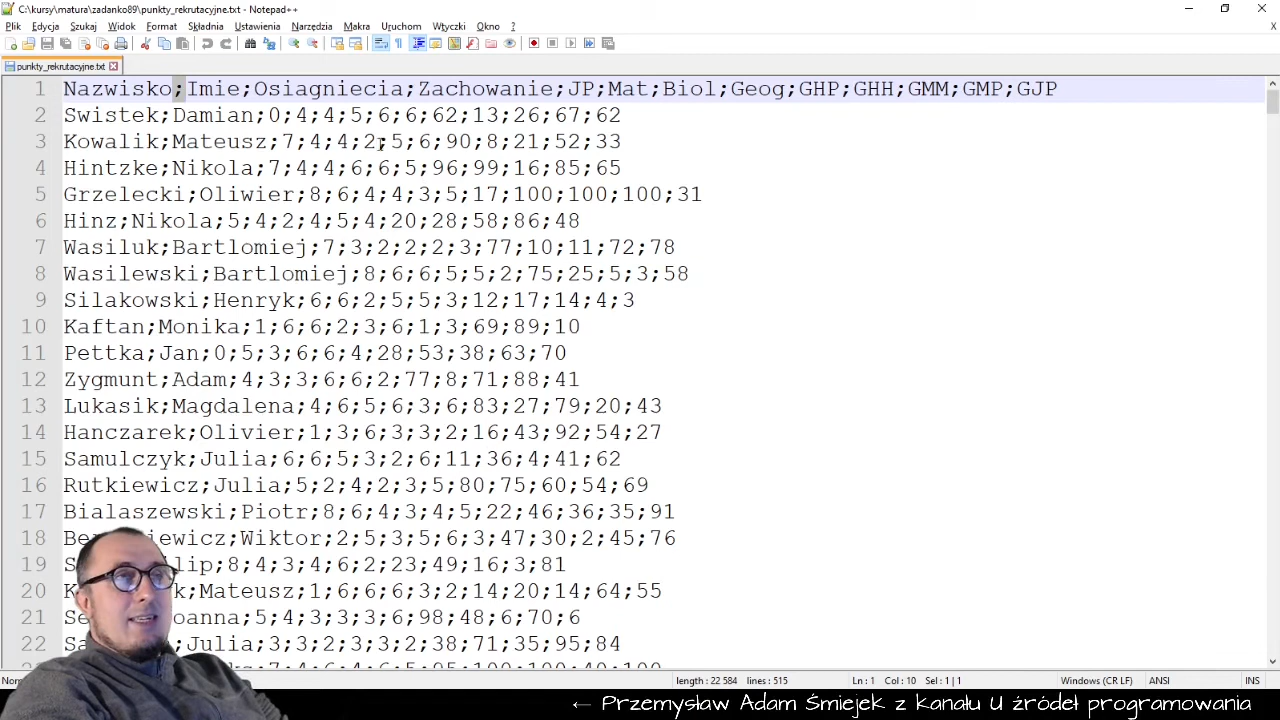 C:\kursy\matura\zadanko89\punkty_rekrutacyjne.txt - Notepad++
Plik Edycja Szukaj Widok Format Składnia Ustawienia Narzędzia Makra Uruchom Wtyczki Okno ?
punkty_rekrutacyjne.txt
1 Nazwisko;Imie;Osiagniecia;Zachowanie;JP;Mat;Biol;Geog;GHP;GHH;GMM;GMP;GJP
2 Swistek;Damian;0;4;4;5;6;6;62;13;26;67;62
3 Kowalik;Mateusz;7;4;4;2;5;6;90;8;21;52;33
4 Hintzke;Nikola;7;4;4;6;6;5;96;99;16;85;65
5 Grzelecki;Oliwier;8;6;4;4;3;5;17;100;100;100;31
6 Hinz;Nikola;5;4;2;4;5;4;20;28;58;86;48
7 Wasiluk;Bartlomiej;7;3;2;2;2;3;77;10;11;72;78
8 Wasilewski;Bartlomiej;8;6;6;5;5;2;75;25;5;3;58
9 Silakowski;Henryk;6;6;2;5;5;3;12;17;14;4;3
10 Kaftan;Monika;1;6;6;2;3;6;1;3;69;89;10
11 Pettka;Jan;0;5;3;6;6;4;28;53;38;63;70
12 Zygmunt;Adam;4;3;3;6;6;2;77;8;71;88;41
13 Lukasik;Magdalena;4;6;5;6;3;6;83;27;79;20;43
14 Hanczarek;Olivier;1;3;6;3;3;2;16;43;92;54;27
15 Samulczyk;Julia;6;6;5;3;2;6;11;36;4;41;62
16 Rutkiewicz;Julia;5;2;4;2;3;5;80;75;60;54;69
17 Bialaszewski;Piotr;8;6;4;3;4;5;22;46;36;35;91
18 Be iewicz;Wiktor;2;5;3;5;6;3;47;30;2;45;76
19 S lip;8;4;3;4;6;2;23;49;16;3;81
20 K k;Mateusz;1;6;6;6;3;2;14;20;14;64;55
21 Se oanna;5;4;3;3;3;6;98;48;6;70;6
22 Sa ;Julia;3;3;2;3;3;2;38;71;35;95;84
length : 22 584 lines : 515 Ln : 1 Col : 10 Sel : 1 | 1 Windows (CR LF) ANSI INS
← Przemysław Adam Śmiejek z kanału U źródeł programowania